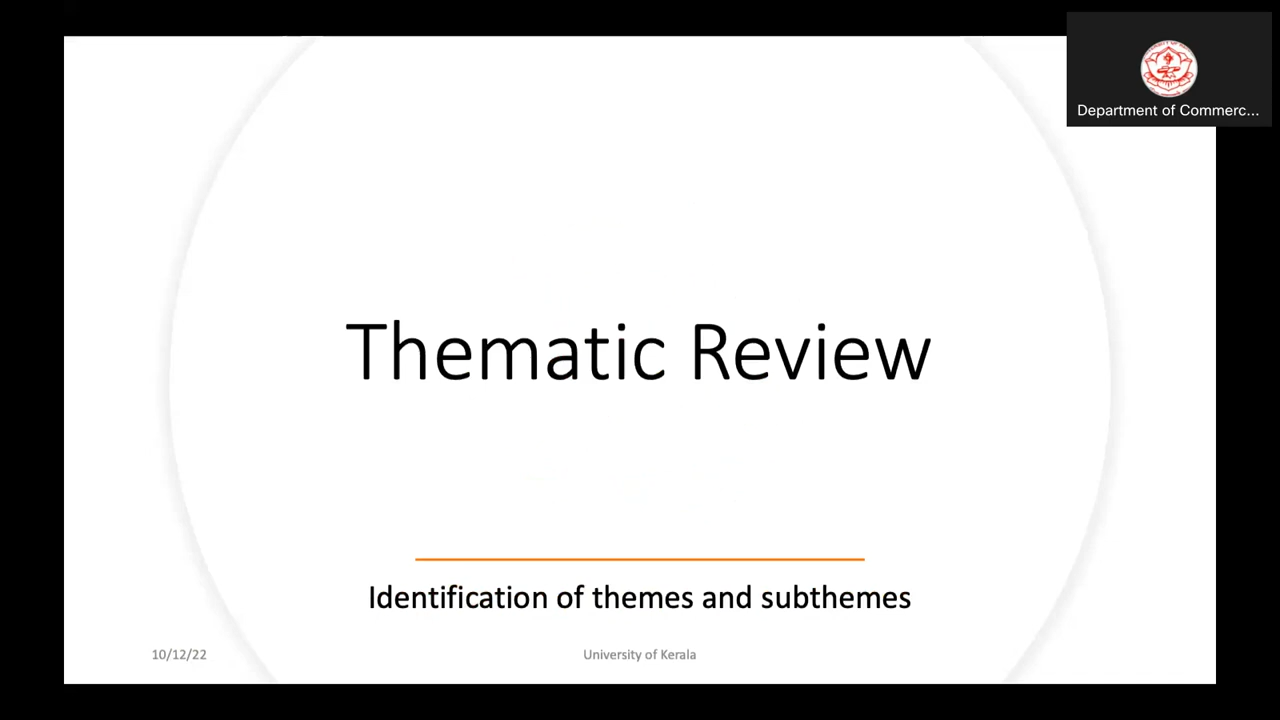 Department of Commerc...
Thematic Review
Identification of themes and subthemes
10/12/22
University of Kerala